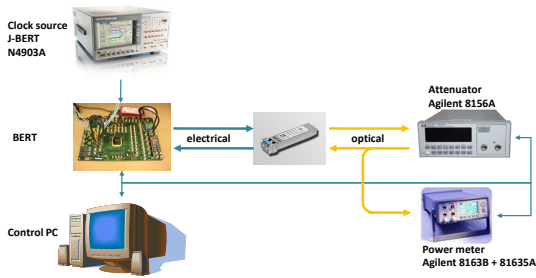 Clock source
J-BERT
N4903A
Attenuator
Agilent 8156A
BERT
electrical
optical
Control PC
Power meter
Agilent 8163B + 81635A